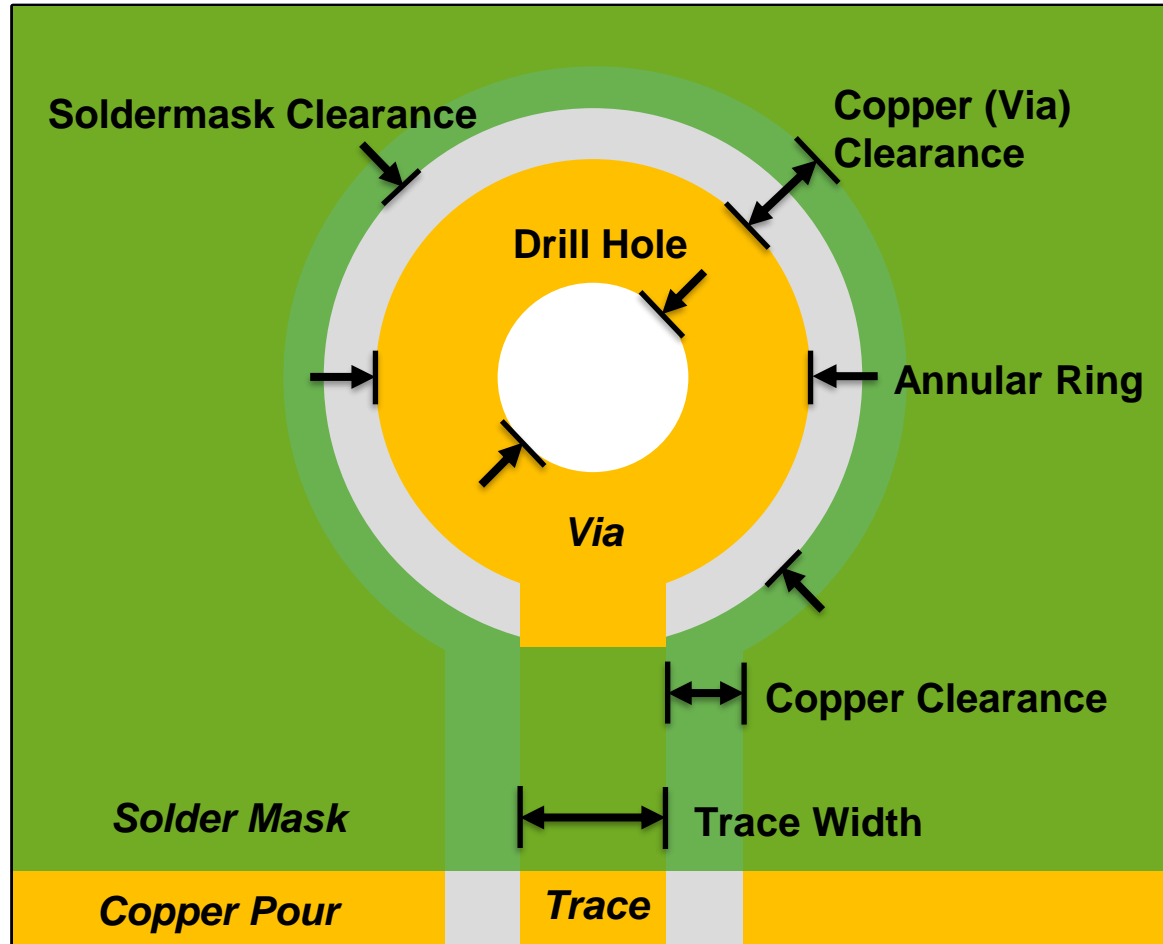 Soldermask Clearance
Copper (Via)
Clearance
Drill Hole
Annular Ring
Via
Copper Clearance
Solder Mask
Trace Width
Copper Pour
Trace